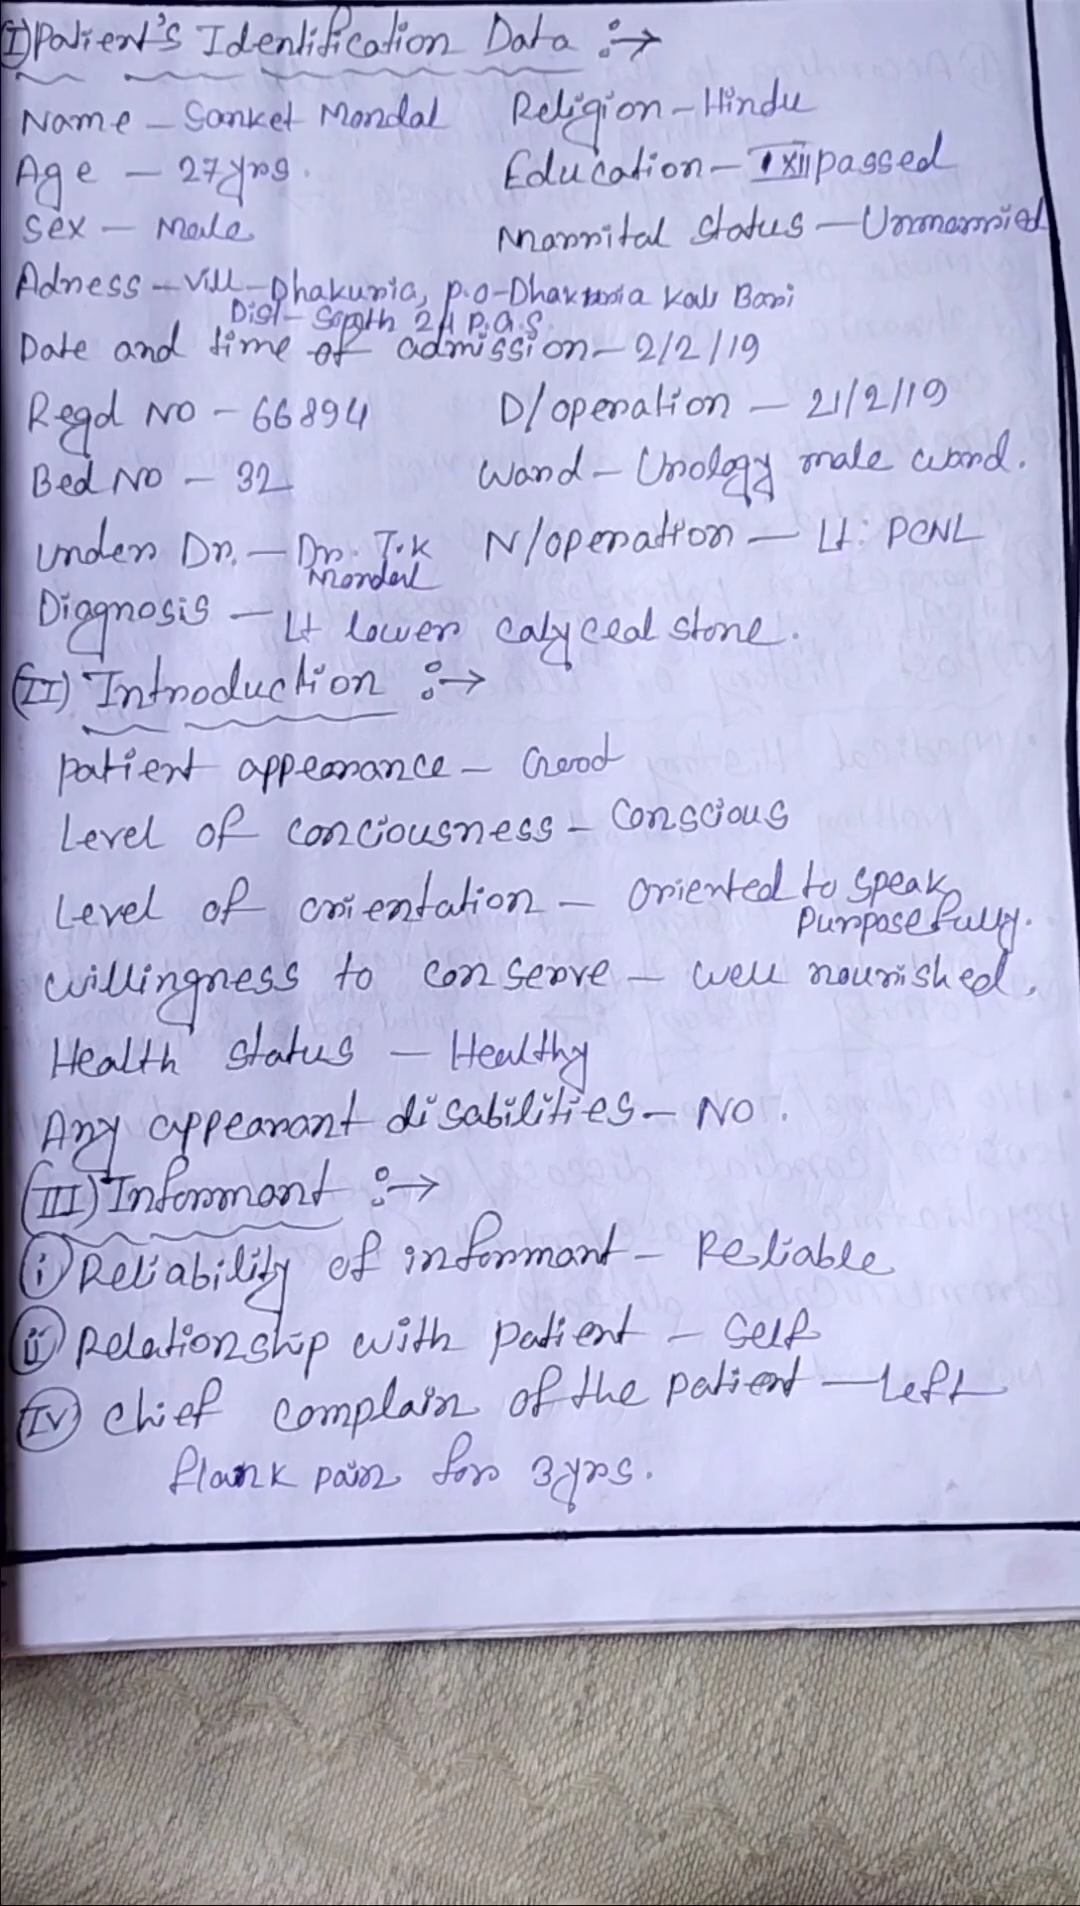 I) Patient's Identification Data :→
Name – Sanket Mondal Religion – Hindu
Age – 27yrs. Education – XII passed
Sex – Male Marrital status – Unmarried
Adress – Vill – Dhakuria, P.O – Dhakuria Kali Bari
Dist – South 24 P.G.S.
Date and time of admission – 2/2/19
Regd NO – 66894 D/operation – 21/2/19
Bed NO – 32 Ward – Urology male ward.
Under Dr. – Dr. T.K Mondal N/operation – Lt: PCNL
Diagnosis – Lt lower calyceal stone.
(II) Introduction :→
Patient appearance – Good
Level of conciousness – Conscious
Level of orientation – Oriented to speak
purposefully.
Willingness to conserve – Well nourished.
Health status – Healthy
Any appearant disabilities – NO.
(III) Informant :→
i) Reliability of informant – Reliable
ii) Relationship with patient – Self
IV) Chief complain of the patient – Left
flank pain for 3yrs.